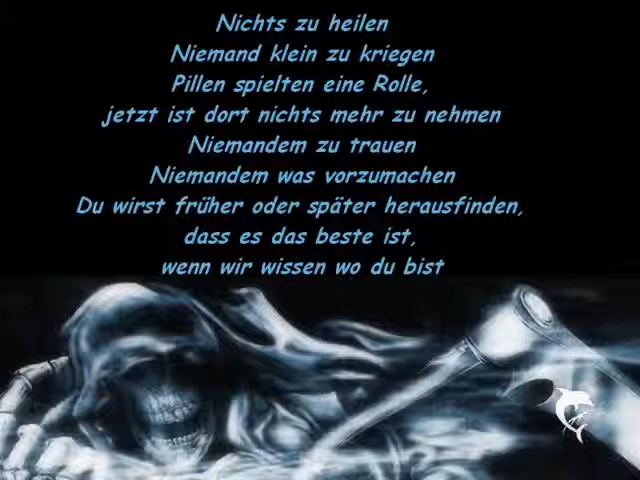 Nichts zu heilen
Niemand klein zu kriegen
Pillen spielten eine Rolle,
jetzt ist dort nichts mehr zu nehmen
Niemandem zu trauen
Niemandem was vorzumachen
Du wirst früher oder später herausfinden,
dass es das beste ist,
wenn wir wissen wo du bist